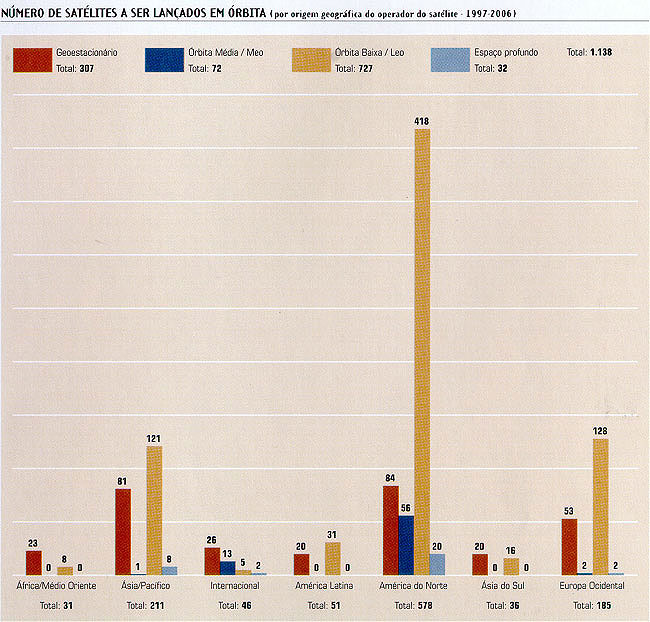 NÚMERO DE SATÉLITES A SER LANÇADOS EM ÓRBITA (por origem geográfica do operador do satélite - 1997-2006)
Geoestacionário
Total: 307
Órbita Média / Meo
Total: 72
Órbita Baixa / Leo
Total: 727
Espaço profundo
Total: 32
Total: 1.138
23
0
8
0
81
1
121
8
26
13
5
2
20
0
31
0
84
56
418
20
20
0
16
0
53
2
128
2
África/Médio Oriente
Ásia/Pacífico
Internacional
América Latina
América do Norte
Ásia do Sul
Europa Ocidental
Total: 31
Total: 211
Total: 46
Total: 51
Total: 578
Total: 36
Total: 185